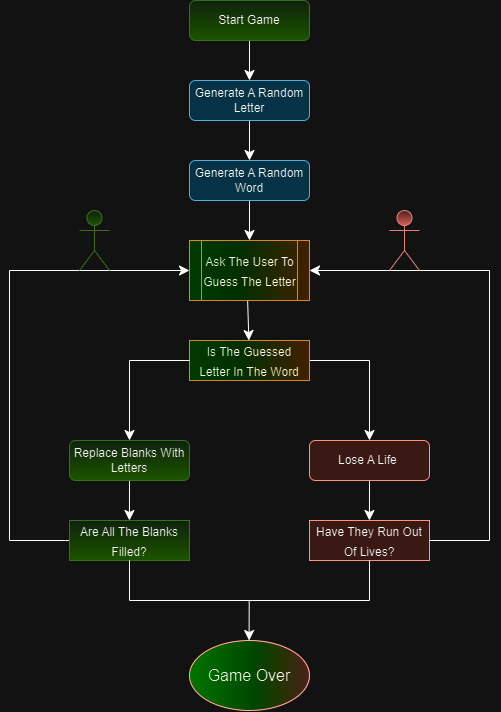 Start Game
Generate A Random
Letter
Generate A Random
Word
Ask The User To
Guess The Letter
Is The Guessed
Letter In The Word
Replace Blanks With
Letters
Lose A Life
Are All The Blanks
Filled?
Have They Run Out
Of Lives?
Game Over